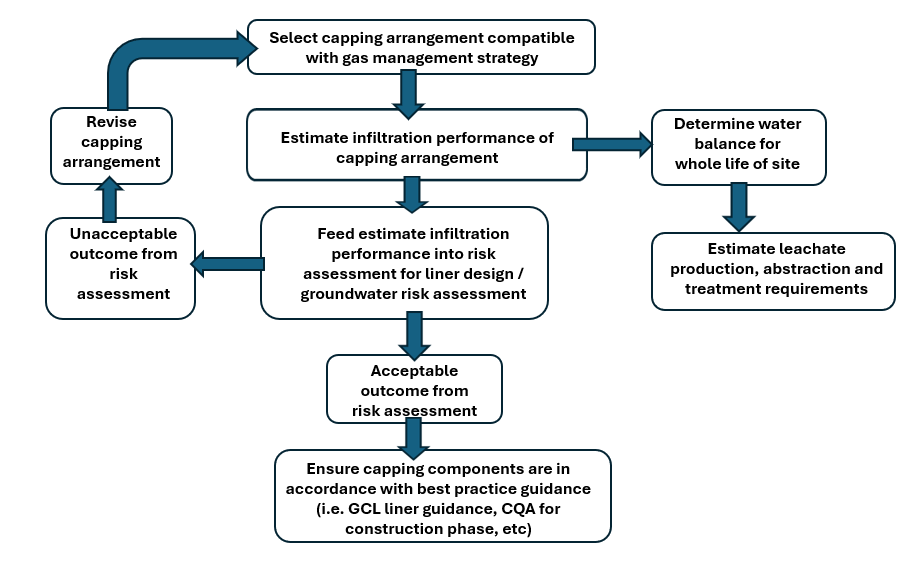 Select capping arrangement compatible
with gas management strategy
Revise
capping
arrangement
Estimate infiltration performance of
capping arrangement
Determine water
balance for
whole life of site
Unacceptable
outcome from
risk
assessment
Feed estimate infiltration
performance into risk
assessment for liner design /
groundwater risk assessment
Estimate leachate
production, abstraction and
treatment requirements
Acceptable
outcome from
risk assessment
Ensure capping components are in
accordance with best practice guidance
(i.e. GCL liner guidance, CQA for
construction phase, etc)